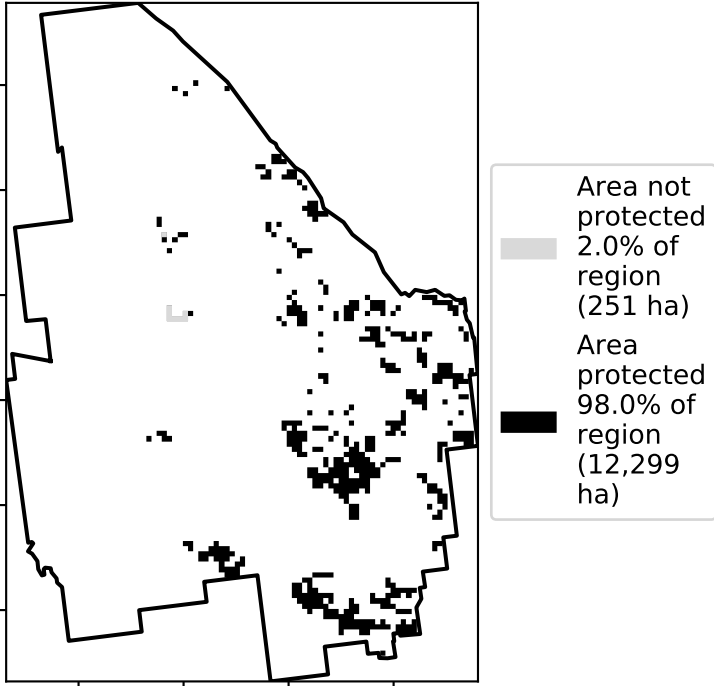 Area not
protected
2.0% of
region
(251 ha)
Area
protected
98.0% of
region
(12,299
ha)